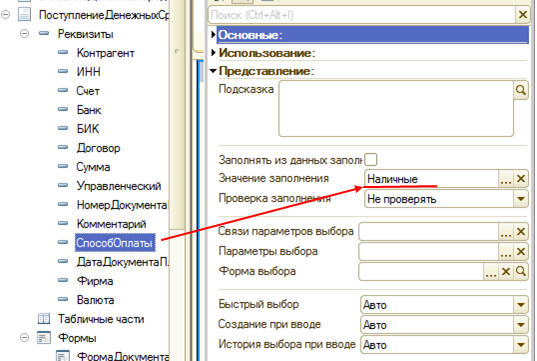 ПоступлениеДенежныхСр
Реквизиты
Контрагент
ИНН
Счет
Банк
БИК
Договор
Сумма
Управленческий
НомерДокумента
Комментарий
СпособОплаты
ДатаДокументаП
Фирма
Валюта
Табличные части
Формы
ФормаДокумента
Поиск (Ctrl+Alt+I)
Основные:
Использование:
Представление:
Подсказка
Заполнять из данных запол
Значение заполнения Наличные
Проверка заполнения Не проверять
Связи параметров выбора
Параметры выбора
Форма выбора
Быстрый выбор Авто
Создание при вводе Авто
История выбора при вводе Авто